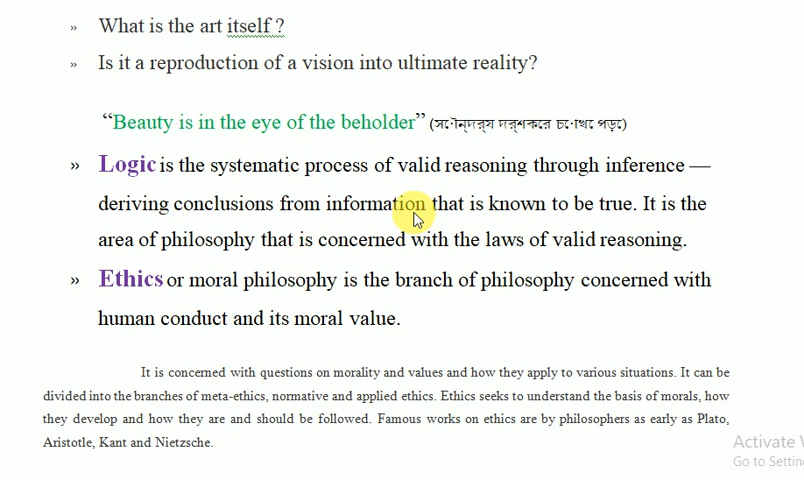 » What is the art itself ?
» Is it a reproduction of a vision into ultimate reality?
“Beauty is in the eye of the beholder” (সৌন্দর্য দর্শকের চোখে পড়ে)
» Logic is the systematic process of valid reasoning through inference —
deriving conclusions from information that is known to be true. It is the
area of philosophy that is concerned with the laws of valid reasoning.
» Ethics or moral philosophy is the branch of philosophy concerned with
human conduct and its moral value.
It is concerned with questions on morality and values and how they apply to various situations. It can be
divided into the branches of meta-ethics, normative and applied ethics. Ethics seeks to understand the basis of morals, how
they develop and how they are and should be followed. Famous works on ethics are by philosophers as early as Plato,
Aristotle, Kant and Nietzsche.
Activate
Go to